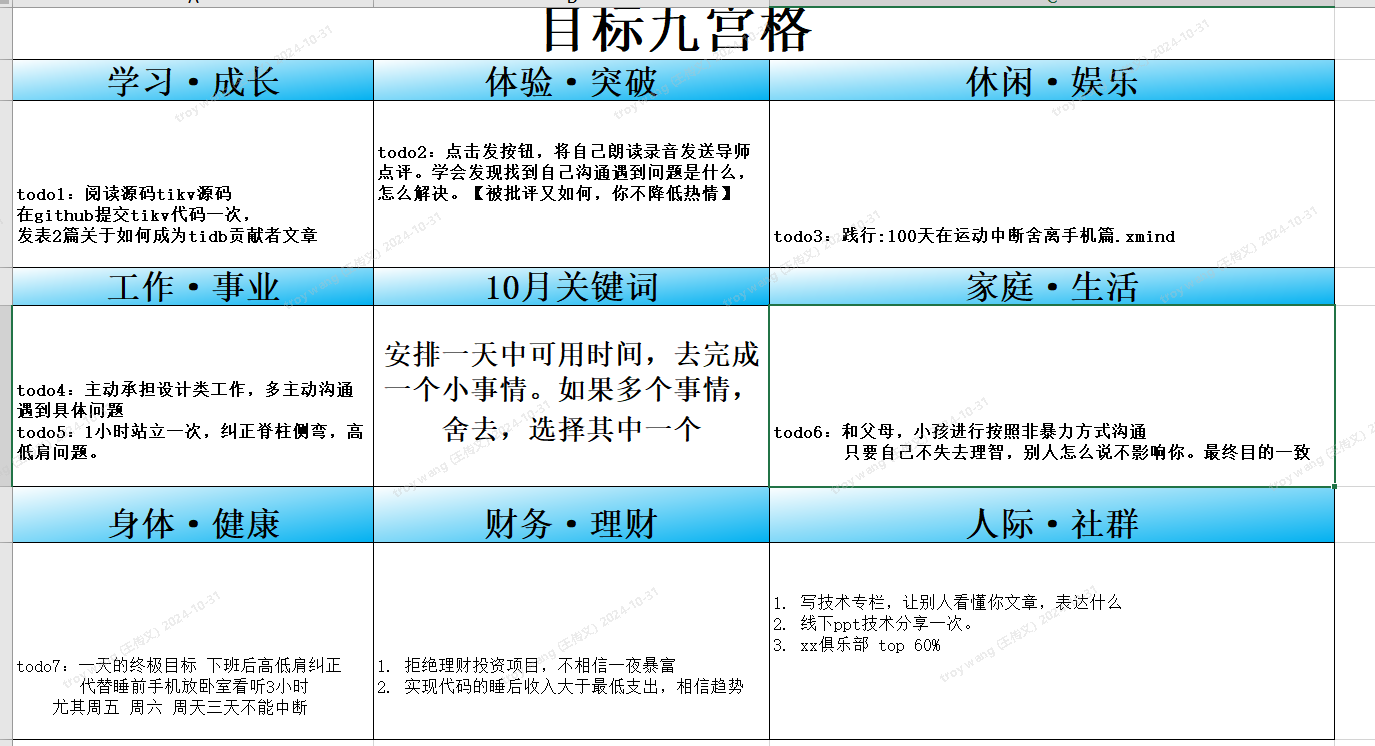 目标九宫格
学习·成长
体验·突破
休闲·娱乐
todo1：阅读源码tikv源码
在github提交tikv代码一次，
发表2篇关于如何成为tidb贡献者文章
todo2：点击发按钮，将自己朗读录音发送导师
点评。学会发现找到自己沟通遇到问题是什么，
怎么解决。【被批评又如何，你不降低热情】
todo3：践行:100天在运动中断舍离手机篇.xmind
工作·事业
10月关键词
家庭·生活
todo4：主动承担设计类工作，多主动沟通
遇到具体问题
todo5：1小时站立一次，纠正脊柱侧弯，高
低肩问题。
安排一天中可用时间，去完成
一个小事情。如果多个事情，
舍去，选择其中一个
todo6：和父母，小孩进行按照非暴力方式沟通
只要自己不失去理智，别人怎么说不影响你。最终目的一致
身体·健康
财务·理财
人际·社群
todo7：一天的终极目标 下班后高低肩纠正
代替睡前手机放卧室看听3小时
尤其周五 周六 周天三天不能中断
1. 拒绝理财投资项目，不相信一夜暴富
2. 实现代码的睡后收入大于最低支出，相信趋势
1. 写技术专栏，让别人看懂你文章，表达什么
2. 线下ppt技术分享一次。
3. xx俱乐部 top 60%
troy wang (王传义) 2024-10-31